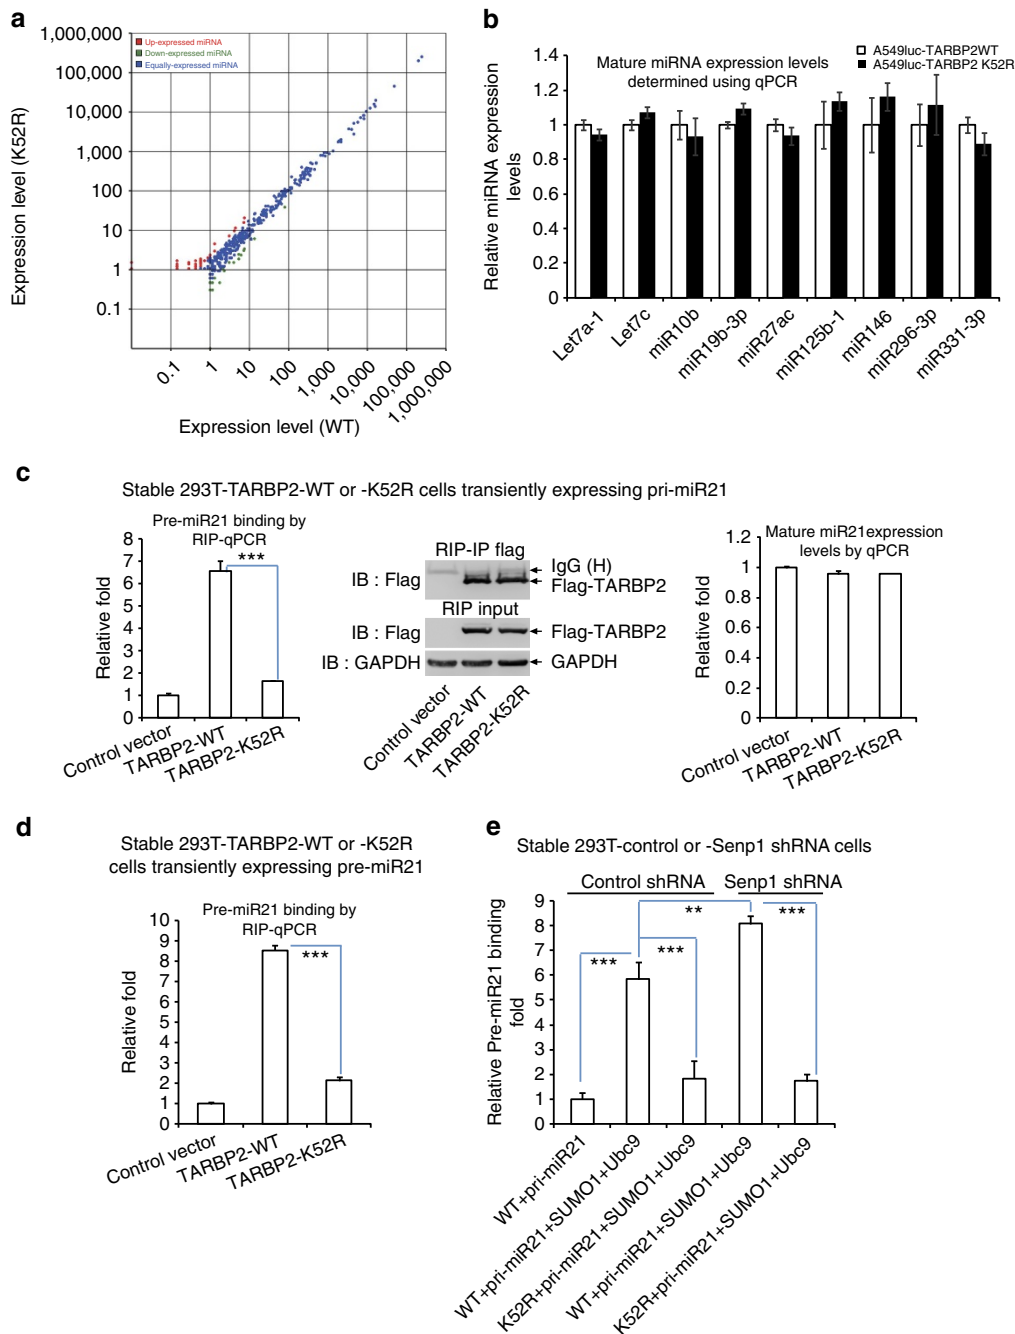 a
1,000,000
100,000
10,000
1,000
100
10
1
0.1
Expression level (K52R)
Up-expressed miRNA
Down-expressed miRNA
Equally-expressed miRNA
0.1
1
10
100
1,000
10,000
100,000
1,000,000
Expression level (WT)
b
1.4
1.2
1
0.8
0.6
0.4
0.2
0
Relative miRNA expression
levels
Mature miRNA expression levels
determined using qPCR
A549luc-TARBP2WT
A549luc-TARBP2 K52R
Let7a-1
Let7c
miR10b
miR19b-3p
miR27ac
miR125b-1
miR146
miR296-3p
miR331-3p
c
Stable 293T-TARBP2-WT or -K52R cells transiently expressing pri-miR21
Pre-miR21 binding by
RIP-qPCR
***
8
7
6
5
4
3
2
1
0
Relative fold
Control vector
TARBP2-WT
TARBP2-K52R
RIP-IP flag
IB : Flag
IgG (H)
Flag-TARBP2
RIP input
IB : Flag
Flag-TARBP2
IB : GAPDH
GAPDH
Control vector
TARBP2-WT
TARBP2-K52R
Mature miR21expression
levels by qPCR
1.2
1
0.8
0.6
0.4
0.2
0
Relative fold
Control vector
TARBP2-WT
TARBP2-K52R
d
Stable 293T-TARBP2-WT or -K52R
cells transiently expressing pre-miR21
Pre-miR21 binding by
RIP-qPCR
***
10
9
8
7
6
5
4
3
2
1
0
Relative fold
Control vector
TARBP2-WT
TARBP2-K52R
e
Stable 293T-control or -Senp1 shRNA cells
Control shRNA
Senp1 shRNA
9
8
7
6
5
4
3
2
1
0
Relative Pre-miR21 binding
fold
***
***
**
***
WT+pri-miR21
WT+pri-miR21+SUMO1+Ubc9
K52R+pri-miR21+SUMO1+Ubc9
WT+pri-miR21+SUMO1+Ubc9
K52R+pri-miR21+SUMO1+Ubc9